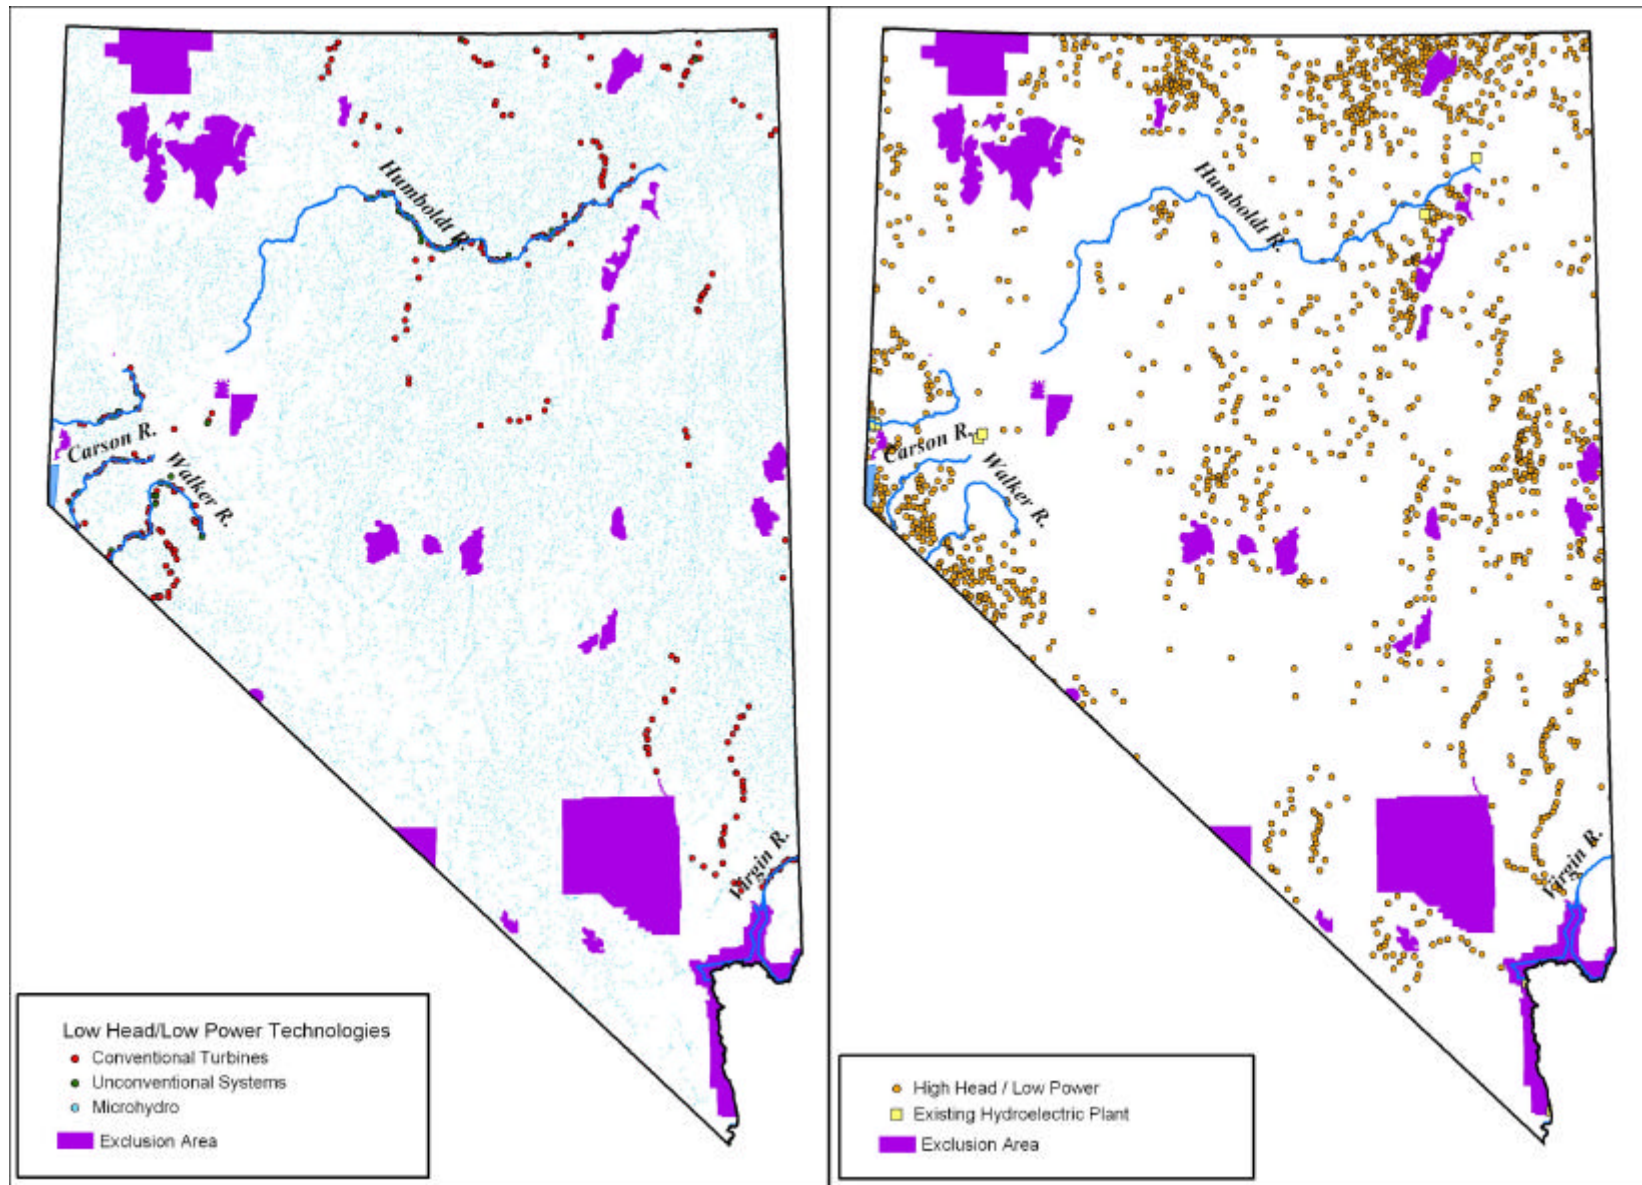 Humboldt R.
Carson R.
Walker R.
Virgin R.
Low Head/Low Power Technologies
Conventional Turbines
Unconventional Systems
Microhydro
Exclusion Area
Humboldt R.
Carson R.
Walker R.
Virgin R.
High Head / Low Power
Existing Hydroelectric Plant
Exclusion Area